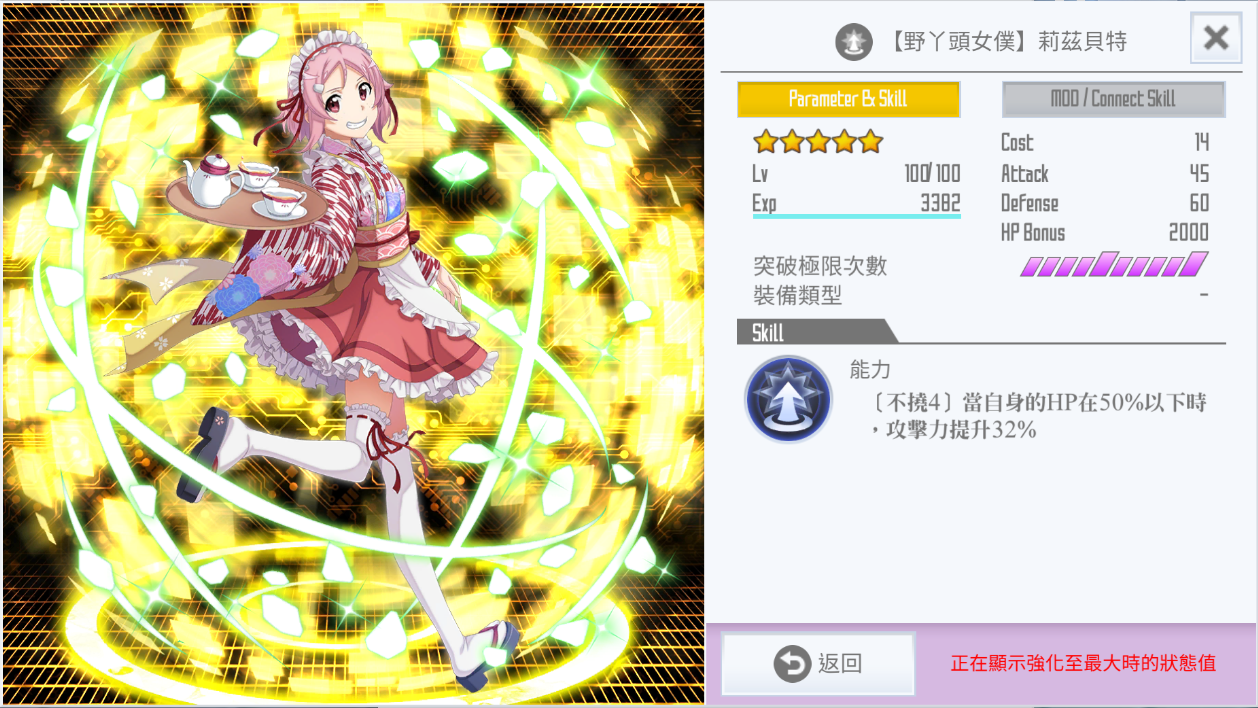 【野丫頭女僕】莉茲貝特
Parameter & Skill
MOD / Connect Skill
Lv 100/100
Exp 3382
Cost 14
Attack 45
Defense 60
HP Bonus 2000
突破極限次數
裝備類型 -
Skill
能力
〔不撓4〕當自身的HP在50%以下時
，攻擊力提升32%
返回
正在顯示強化至最大時的狀態值